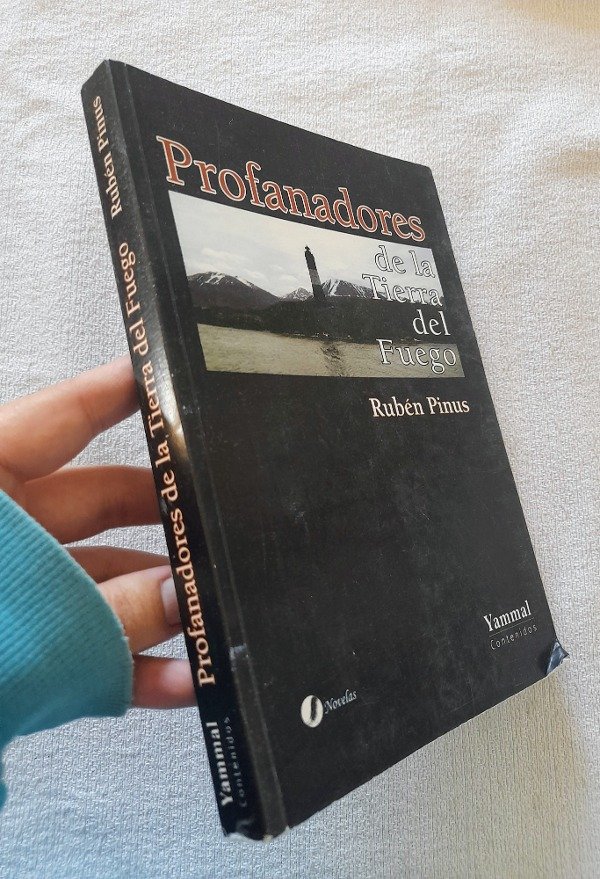 Profanadores
de la
Tierra
del
Fuego
Rubén Pinus
Yammal
Contenidos
Novelas
Profanadores de la Tierra del Fuego Rubén Pinus
Yammal
Contenidos